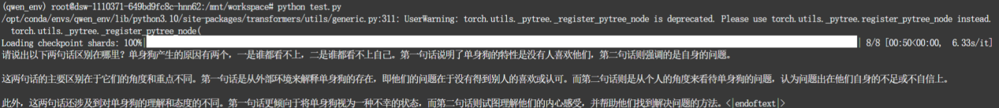 (qwen_env) root@dsw-1110371-649bd9fc8c-hnn62:/mnt/workspace# python test.py
/opt/conda/envs/qwen_env/lib/python3.10/site-packages/transformers/utils/generic.py:311: UserWarning: torch.utils._pytree._register_pytree_node is deprecated. Please use torch.utils._pytree.register_pytree_node instead.
  torch.utils._pytree._register_pytree_node(
Loading checkpoint shards: 100%| | 8/8 [00:50<00:00,  6.33s/it]
请说出以下两句话区别在哪里？单身狗产生的原因有两个，一是谁都看不上，二是谁都看不上自己。第一句话说明了单身狗的特性是没有人喜欢他们，第二句话则强调的是自身的问题。
这两句话的主要区别在于它们的角度和重点不同。第一句话是从外部环境来解释单身狗的存在，即他们的问题在于没有得到别人的喜欢或认可。而第二句话则是从个人的角度来看待单身狗的问题，认为问题出在他们自身的不足或不自信上。
此外，这两句话还涉及到对单身狗的理解和态度的不同。第一句话更倾向于将单身狗视为一种不幸的状态，而第二句话则试图理解他们的内心感受，并帮助他们找到解决问题的方法。<|endoftext|>